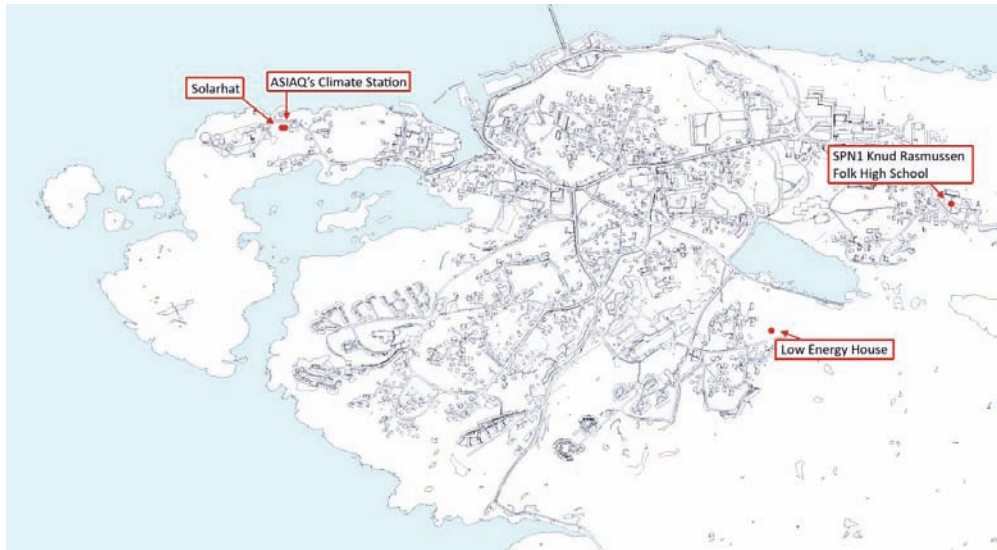 ASIAQ's Climate Station
Solarhat
SPN1 Knud Rasmussen
Folk High School
Low Energy House